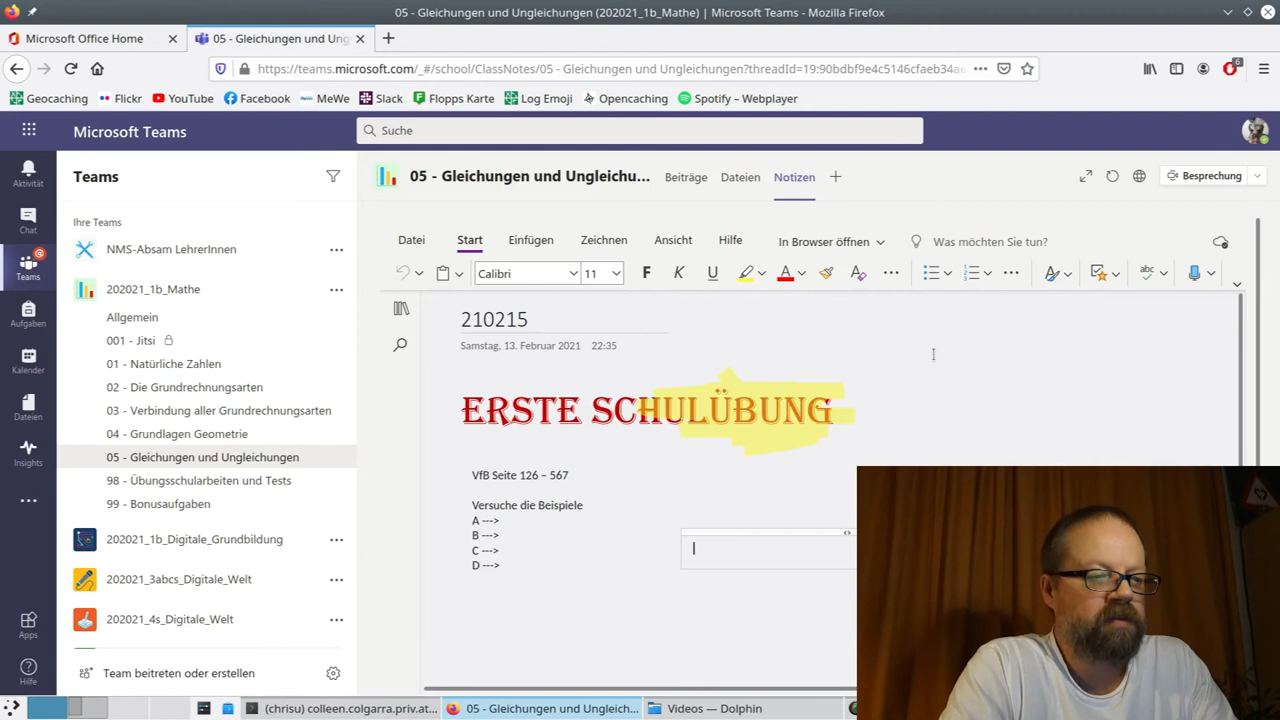 05 - Gleichungen und Ungleichungen (202021_1b_Mathe) | Microsoft Teams - Mozilla Firefox
Microsoft Office Home
05 - Gleichungen und Ung
https://teams.microsoft.com/_#/school/ClassNotes/05 - Gleichungen und Ungleichungen?threadId=19:90bdbf9e4c5146cfaeb34ae
6
Geocaching
Flickr
YouTube
Facebook
MeWe
Slack
Flopps Karte
Log Emoji
Opencaching
Spotify – Webplayer
Microsoft Teams
Suche
Aktivität
Chat
Teams
Aufgaben
Kalender
Dateien
Insights
Apps
Hilfe
Teams
Ihre Teams
NMS-Absam LehrerInnen
202021_1b_Mathe
Allgemein
001 - Jitsi
01 - Natürliche Zahlen
02 - Die Grundrechnungsarten
03 - Verbindung aller Grundrechnungsarten
04 - Grundlagen Geometrie
05 - Gleichungen und Ungleichungen
98 - Übungsschularbeiten und Tests
99 - Bonusaufgaben
202021_1b_Digitale_Grundbildung
202021_3abcs_Digitale_Welt
202021_4s_Digitale_Welt
Team beitreten oder erstellen
05 - Gleichungen und Ungleichu...
Beiträge
Dateien
Notizen
Besprechung
Datei
Start
Einfügen
Zeichnen
Ansicht
Hilfe
In Browser öffnen
Was möchten Sie tun?
Calibri
11
F
K
U
A
abc
210215
Samstag, 13. Februar 2021 22:35
ERSTE SCHULÜBUNG
VfB Seite 126 – 567
Versuche die Beispiele
A --->
B --->
C --->
D --->
(chrisu) colleen.colgarra.priv.at...
05 - Gleichungen und Ungleich...
Videos — Dolphin